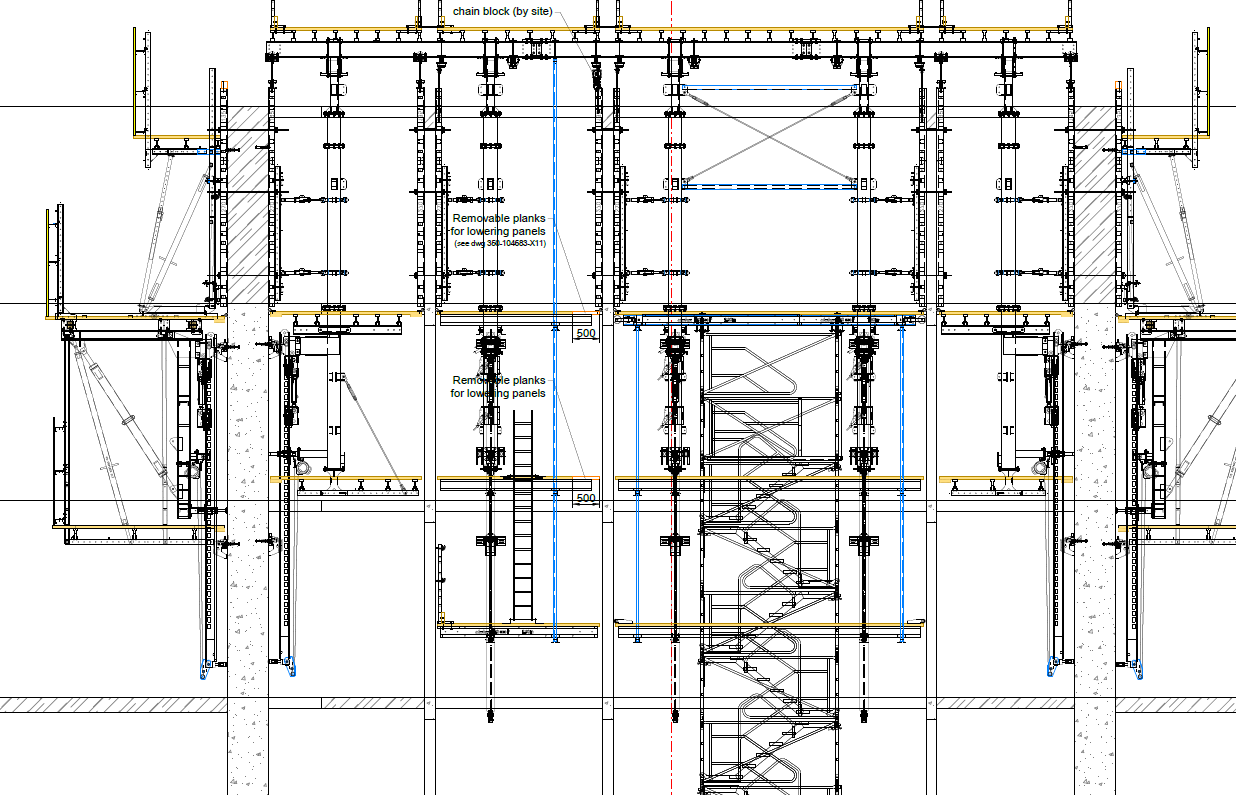 chain block (by site)
Removable planks
for lowering panels
(see dwg 350-104683-X11)
500
Removable planks
for lowering panels
500